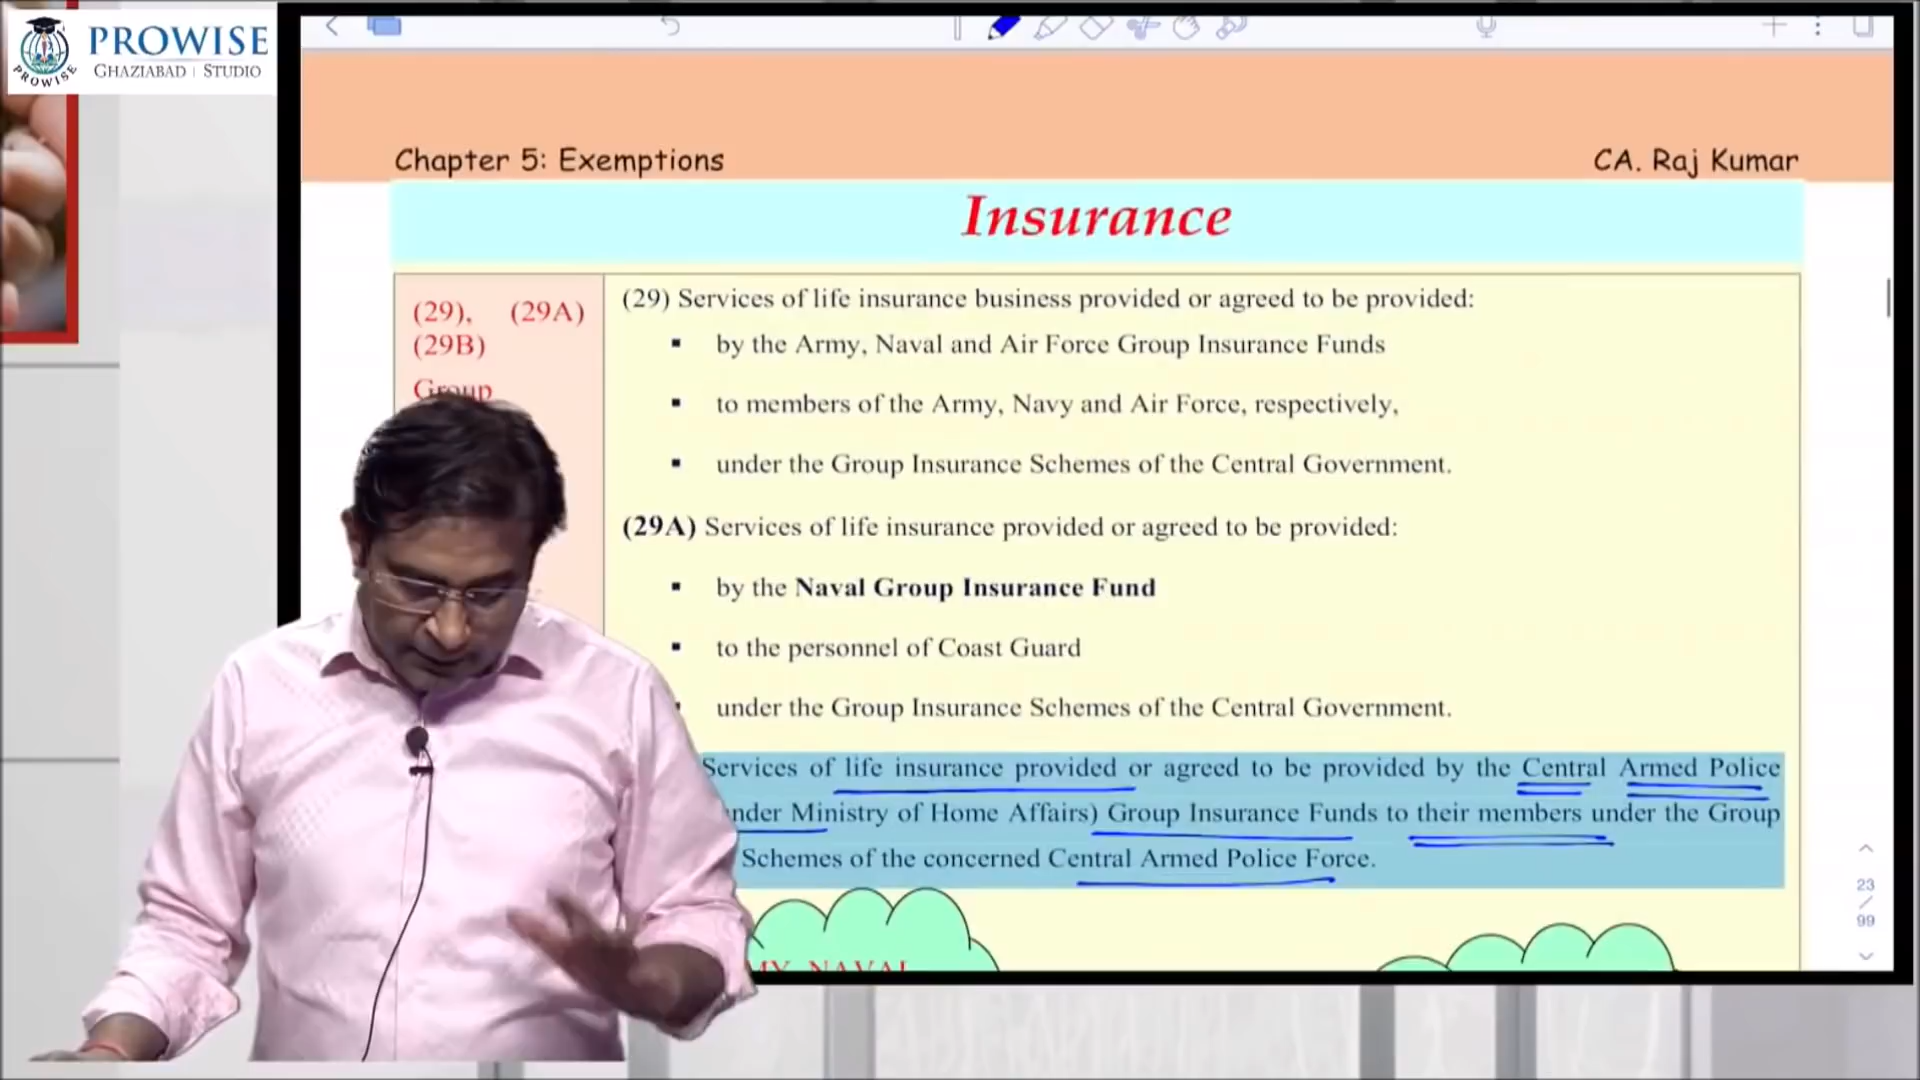 PROWISE
GHAZIABAD | STUDIO
PROWISE
Chapter 5: Exemptions
CA. Raj Kumar
Insurance
(29), (29A)
(29B)
Group
(29) Services of life insurance business provided or agreed to be provided:
▪ by the Army, Naval and Air Force Group Insurance Funds
▪ to members of the Army, Navy and Air Force, respectively,
▪ under the Group Insurance Schemes of the Central Government.
(29A) Services of life insurance provided or agreed to be provided:
▪ by the Naval Group Insurance Fund
▪ to the personnel of Coast Guard
▪ under the Group Insurance Schemes of the Central Government.
Services of life insurance provided or agreed to be provided by the Central Armed Police
nder Ministry of Home Affairs) Group Insurance Funds to their members under the Group
Schemes of the concerned Central Armed Police Force.
NAVAL
23
/
99